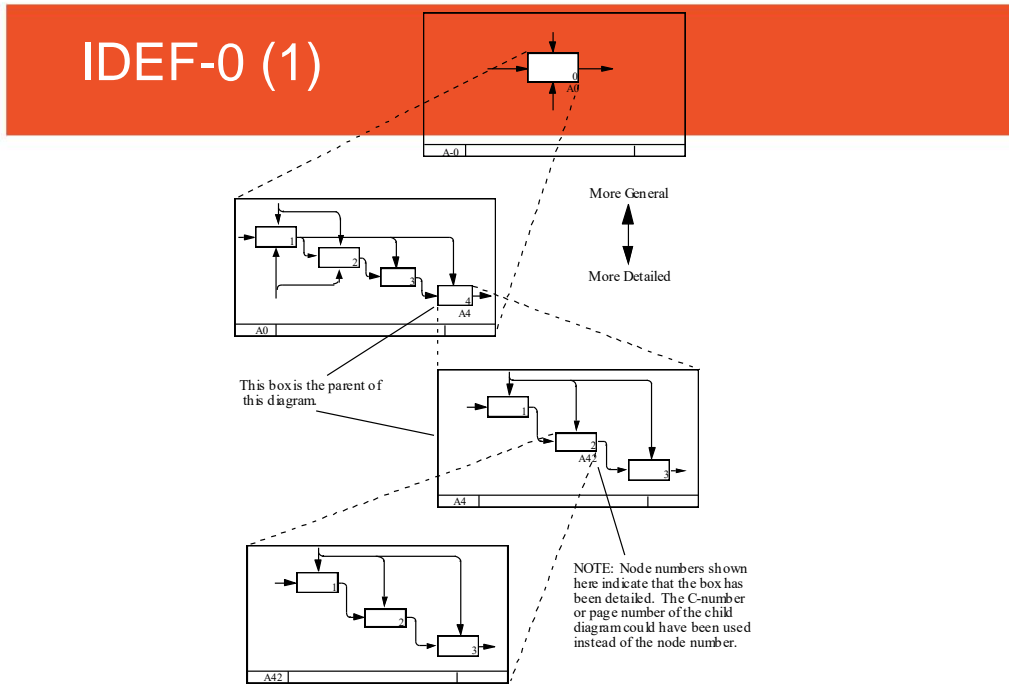 IDEF-0 (1)
0
A0
A-0
More General
More Detailed
1
2
3
4
A4
A0
This box is the parent of
this diagram.
1
2
A42
3
A4
NOTE: Node numbers shown
here indicate that the box has
been detailed. The C-number
or page number of the child
diagram could have been used
instead of the node number.
1
2
3
A42